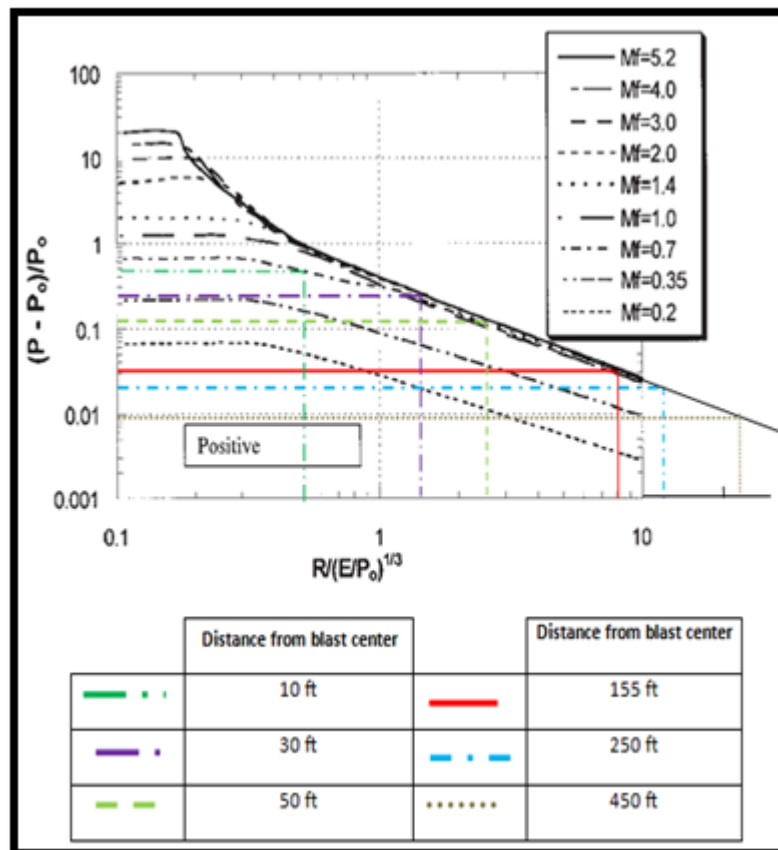 100
10
1
0.1
0.01
0.001
(P - Po)/Po
Positive
0.1
1
10
R/(E/Po)^1/3
Mf=5.2
Mf=4.0
Mf=3.0
Mf=2.0
Mf=1.4
Mf=1.0
Mf=0.7
Mf=0.35
Mf=0.2
Distance from blast center
Distance from blast center
10 ft
155 ft
30 ft
250 ft
50 ft
450 ft